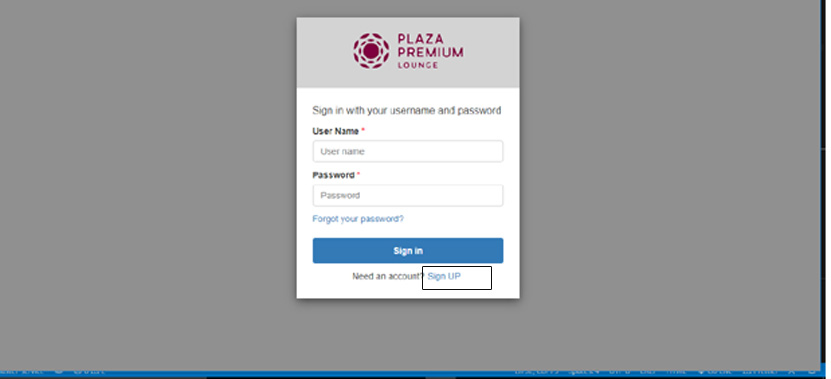 PLAZA
PREMIUM
LOUNGE
Sign in with your username and password
User Name *
User name
Password *
Password
Forgot your password?
Sign in
Need an account? Sign UP